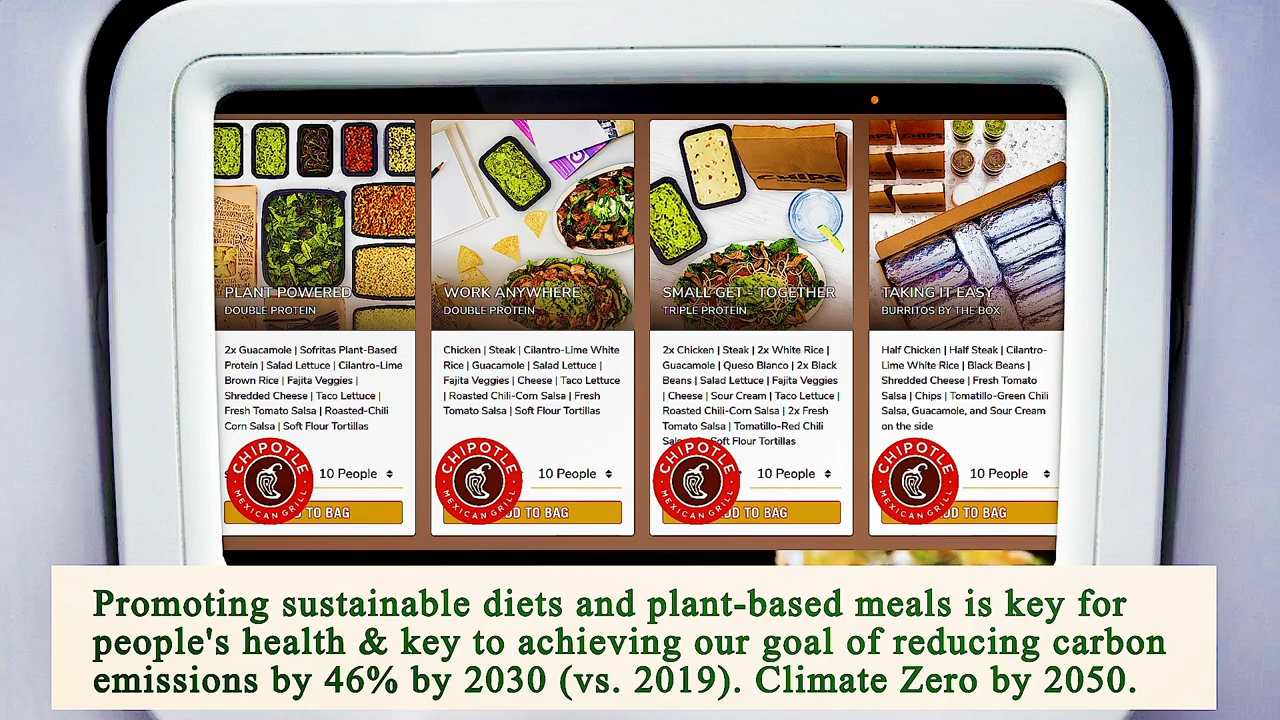 CHIPS
PLANT POWERED
DOUBLE PROTEIN
2x Guacamole | Sofritas Plant-Based
Protein | Salad Lettuce | Cilantro-Lime
Brown Rice | Fajita Veggies |
Shredded Cheese | Taco Lettuce |
Fresh Tomato Salsa | Roasted-Chili
Corn Salsa | Soft Flour Tortillas
CHIPOTLE
MEXICAN GRILL
10 People
DD TO BAG
WORK ANYWHERE
DOUBLE PROTEIN
Chicken | Steak | Cilantro-Lime White
Rice | Guacamole | Salad Lettuce |
Fajita Veggies | Cheese | Taco Lettuce
| Roasted Chili-Corn Salsa | Fresh
Tomato Salsa | Soft Flour Tortillas
CHIPOTLE
MEXICAN GRILL
10 People
DD TO BAG
SMALL GET - TOGETHER
TRIPLE PROTEIN
2x Chicken | Steak | 2x White Rice |
Guacamole | Queso Blanco | 2x Black
Beans | Salad Lettuce | Fajita Veggies
| Cheese | Sour Cream | Taco Lettuce |
Roasted Chili-Corn Salsa | 2x Fresh
Tomato Salsa | Tomatillo-Red Chili
Soft Flour Tortillas
CHIPOTLE
MEXICAN GRILL
10 People
DD TO BAG
TAKING IT EASY
BURRITOS BY THE BOX
Half Chicken | Half Steak | Cilantro-
Lime White Rice | Black Beans |
Shredded Cheese | Fresh Tomato
Salsa | Chips | Tomatillo-Green Chili
Salsa, Guacamole, and Sour Cream
on the side
CHIPOTLE
MEXICAN GRILL
10 People
DD TO BAG
Promoting sustainable diets and plant-based meals is key for
people's health & key to achieving our goal of reducing carbon
emissions by 46% by 2030 (vs. 2019). Climate Zero by 2050.